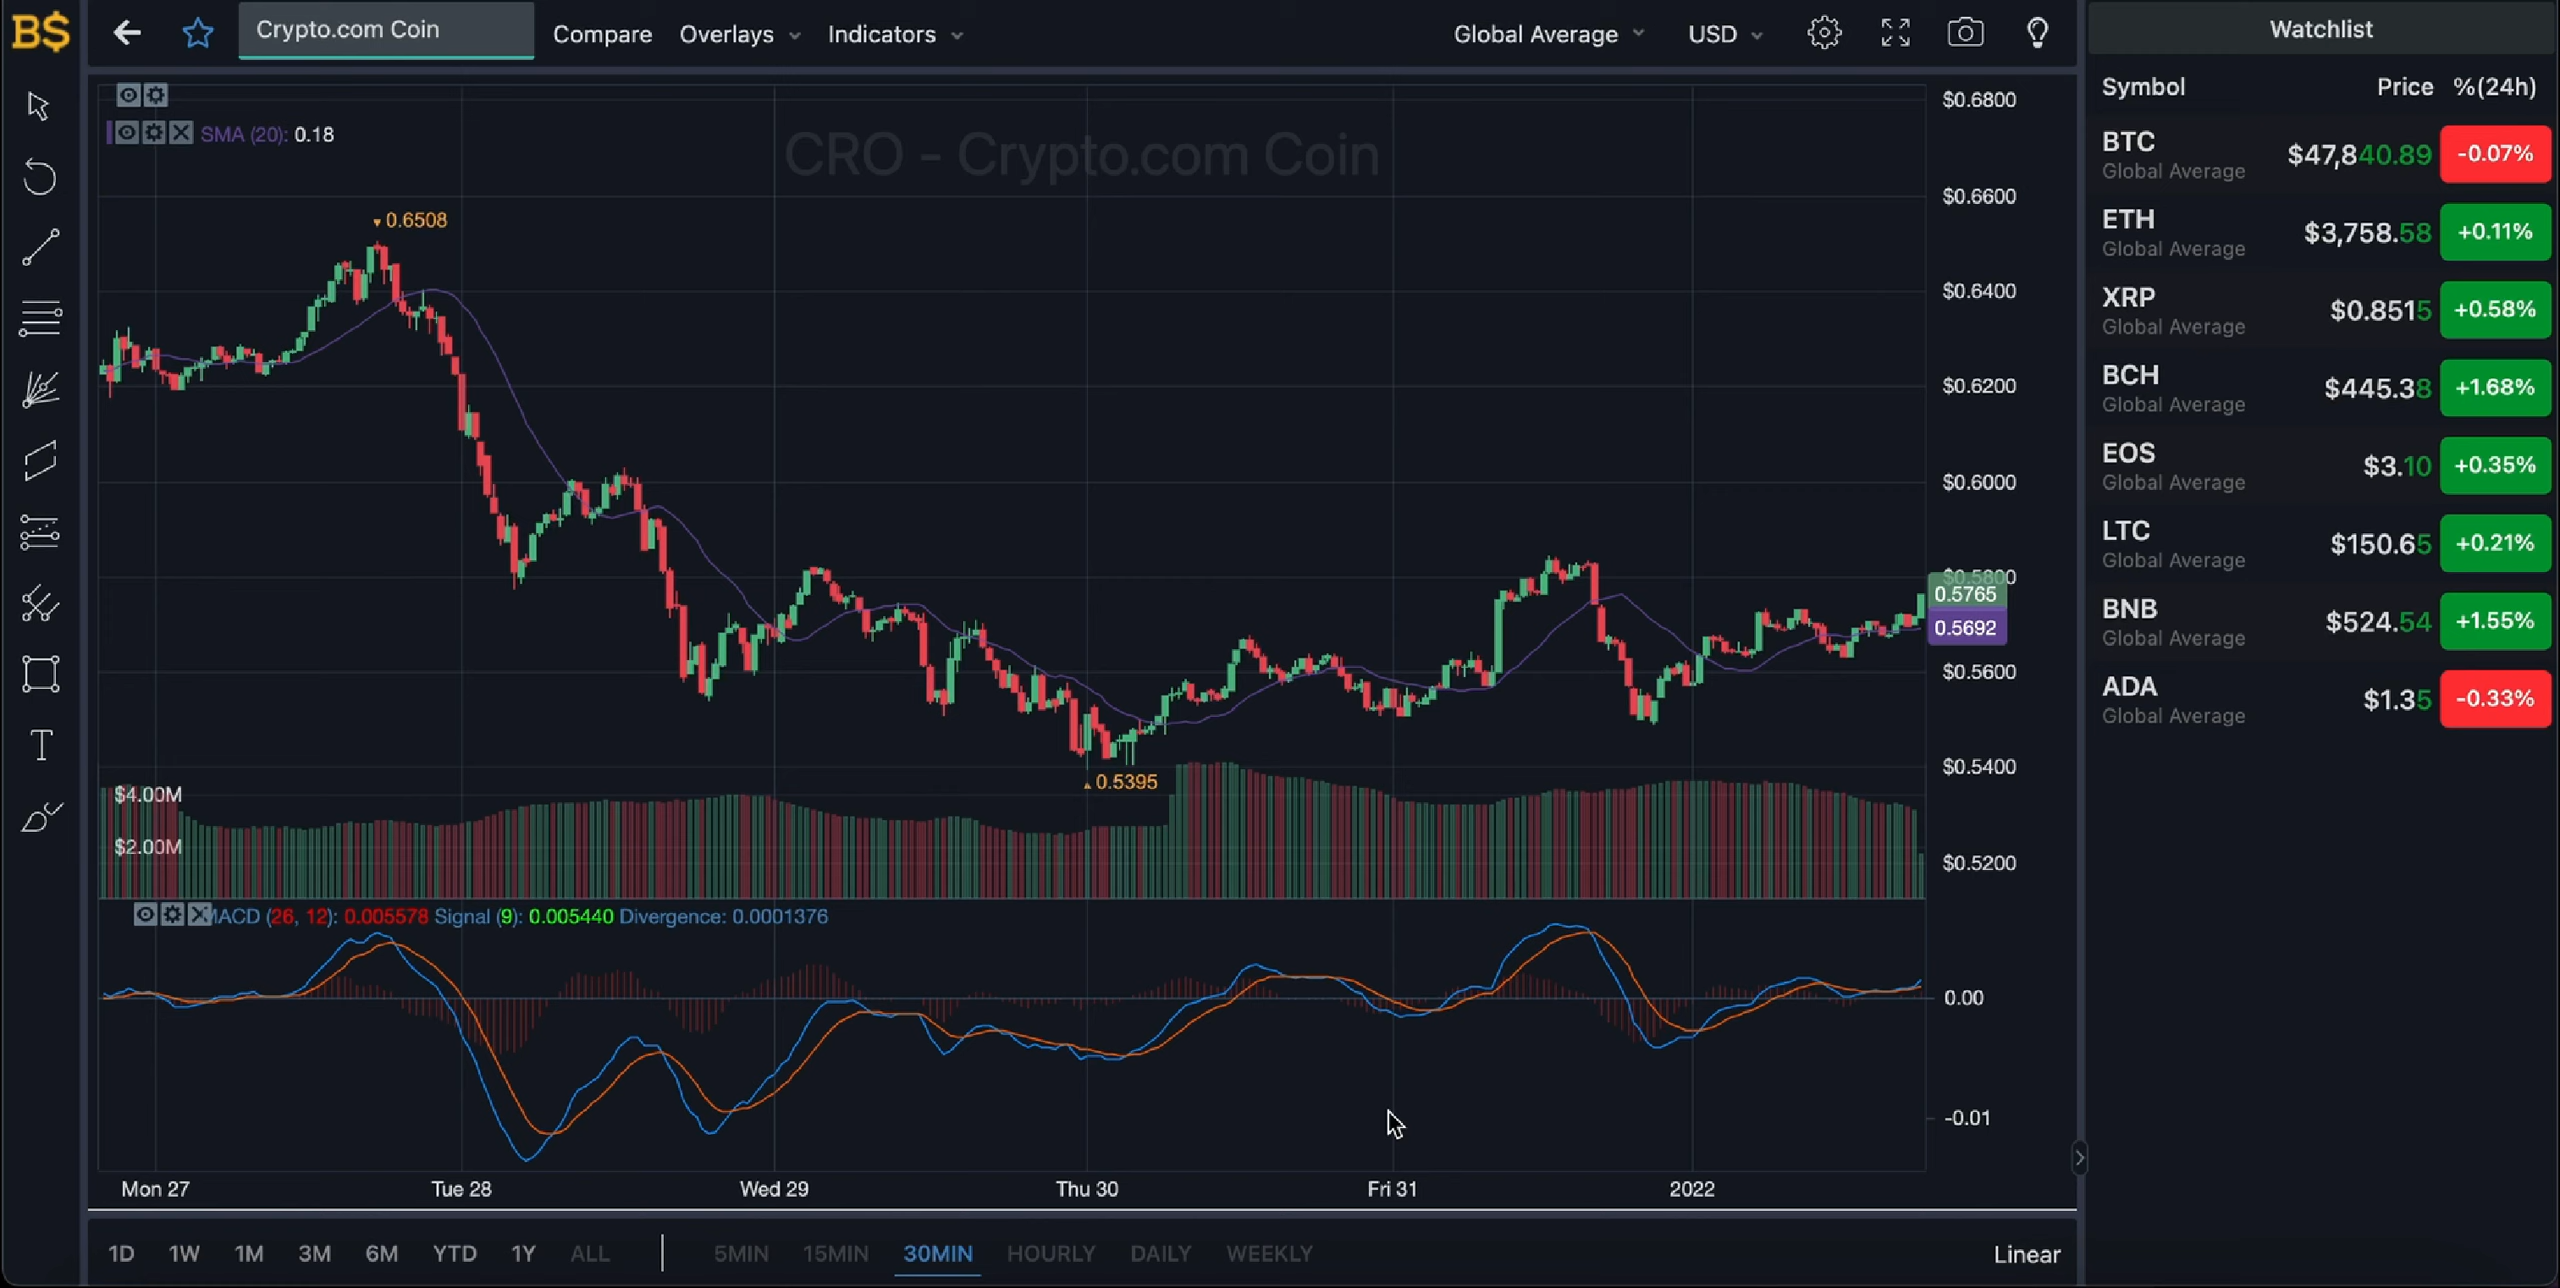 B$
Crypto.com Coin Compare Overlays Indicators Global Average USD
SMA (20): 0.18
CRO - Crypto.com Coin
0.6508
0.5395
$0.6800
$0.6600
$0.6400
$0.6200
$0.6000
$0.5800
0.5765
0.5692
$0.5600
$0.5400
$0.5200
$4.00M
$2.00M
MACD (26, 12): 0.005578 Signal (9): 0.005440 Divergence: 0.0001376
0.00
-0.01
Mon 27 Tue 28 Wed 29 Thu 30 Fri 31 2022
1D 1W 1M 3M 6M YTD 1Y ALL 5MIN 15MIN 30MIN HOURLY DAILY WEEKLY Linear
T
Watchlist
Symbol Price %(24h)
BTC $47,840.89 -0.07%
Global Average
ETH $3,758.58 +0.11%
Global Average
XRP $0.8515 +0.58%
Global Average
BCH $445.38 +1.68%
Global Average
EOS $3.10 +0.35%
Global Average
LTC $150.65 +0.21%
Global Average
BNB $524.54 +1.55%
Global Average
ADA $1.35 -0.33%
Global Average